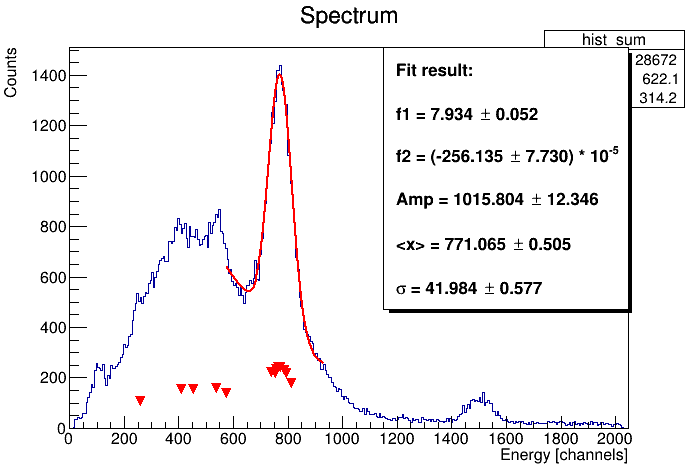 Spectrum
hist_sum
28672
622.1
314.2
Counts
Fit result:
f1 = 7.934 ± 0.052
f2 = (-256.135 ± 7.730) * 10^-5
Amp = 1015.804 ± 12.346
<x> = 771.065 ± 0.505
σ = 41.984 ± 0.577
1400
1200
1000
800
600
400
200
0
0 200 400 600 800 1000 1200 1400 1600 1800 2000
Energy [channels]